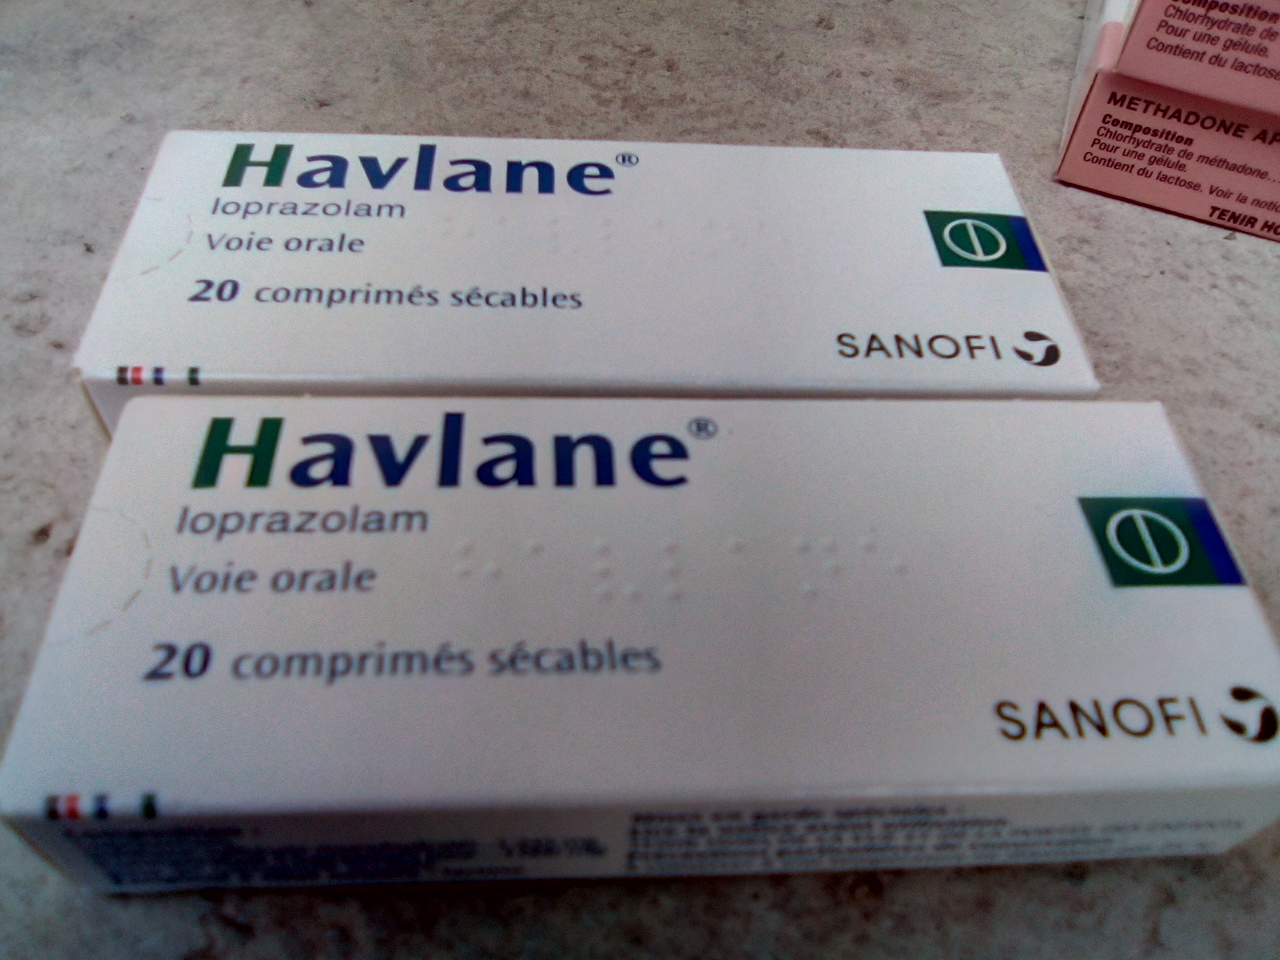 Composition
Chlorhydrate de
Pour une gélule.
Contient du lactose
METHADONE AP
Composition
Chlorhydrate de méthadone...
Pour une gélule.
Contient du lactose. Voir la notic
TENIR HO
Havlane®
loprazolam
Voie orale
20 comprimés sécables
SANOFI
Havlane®
loprazolam
Voie orale
20 comprimés sécables
SANOFI